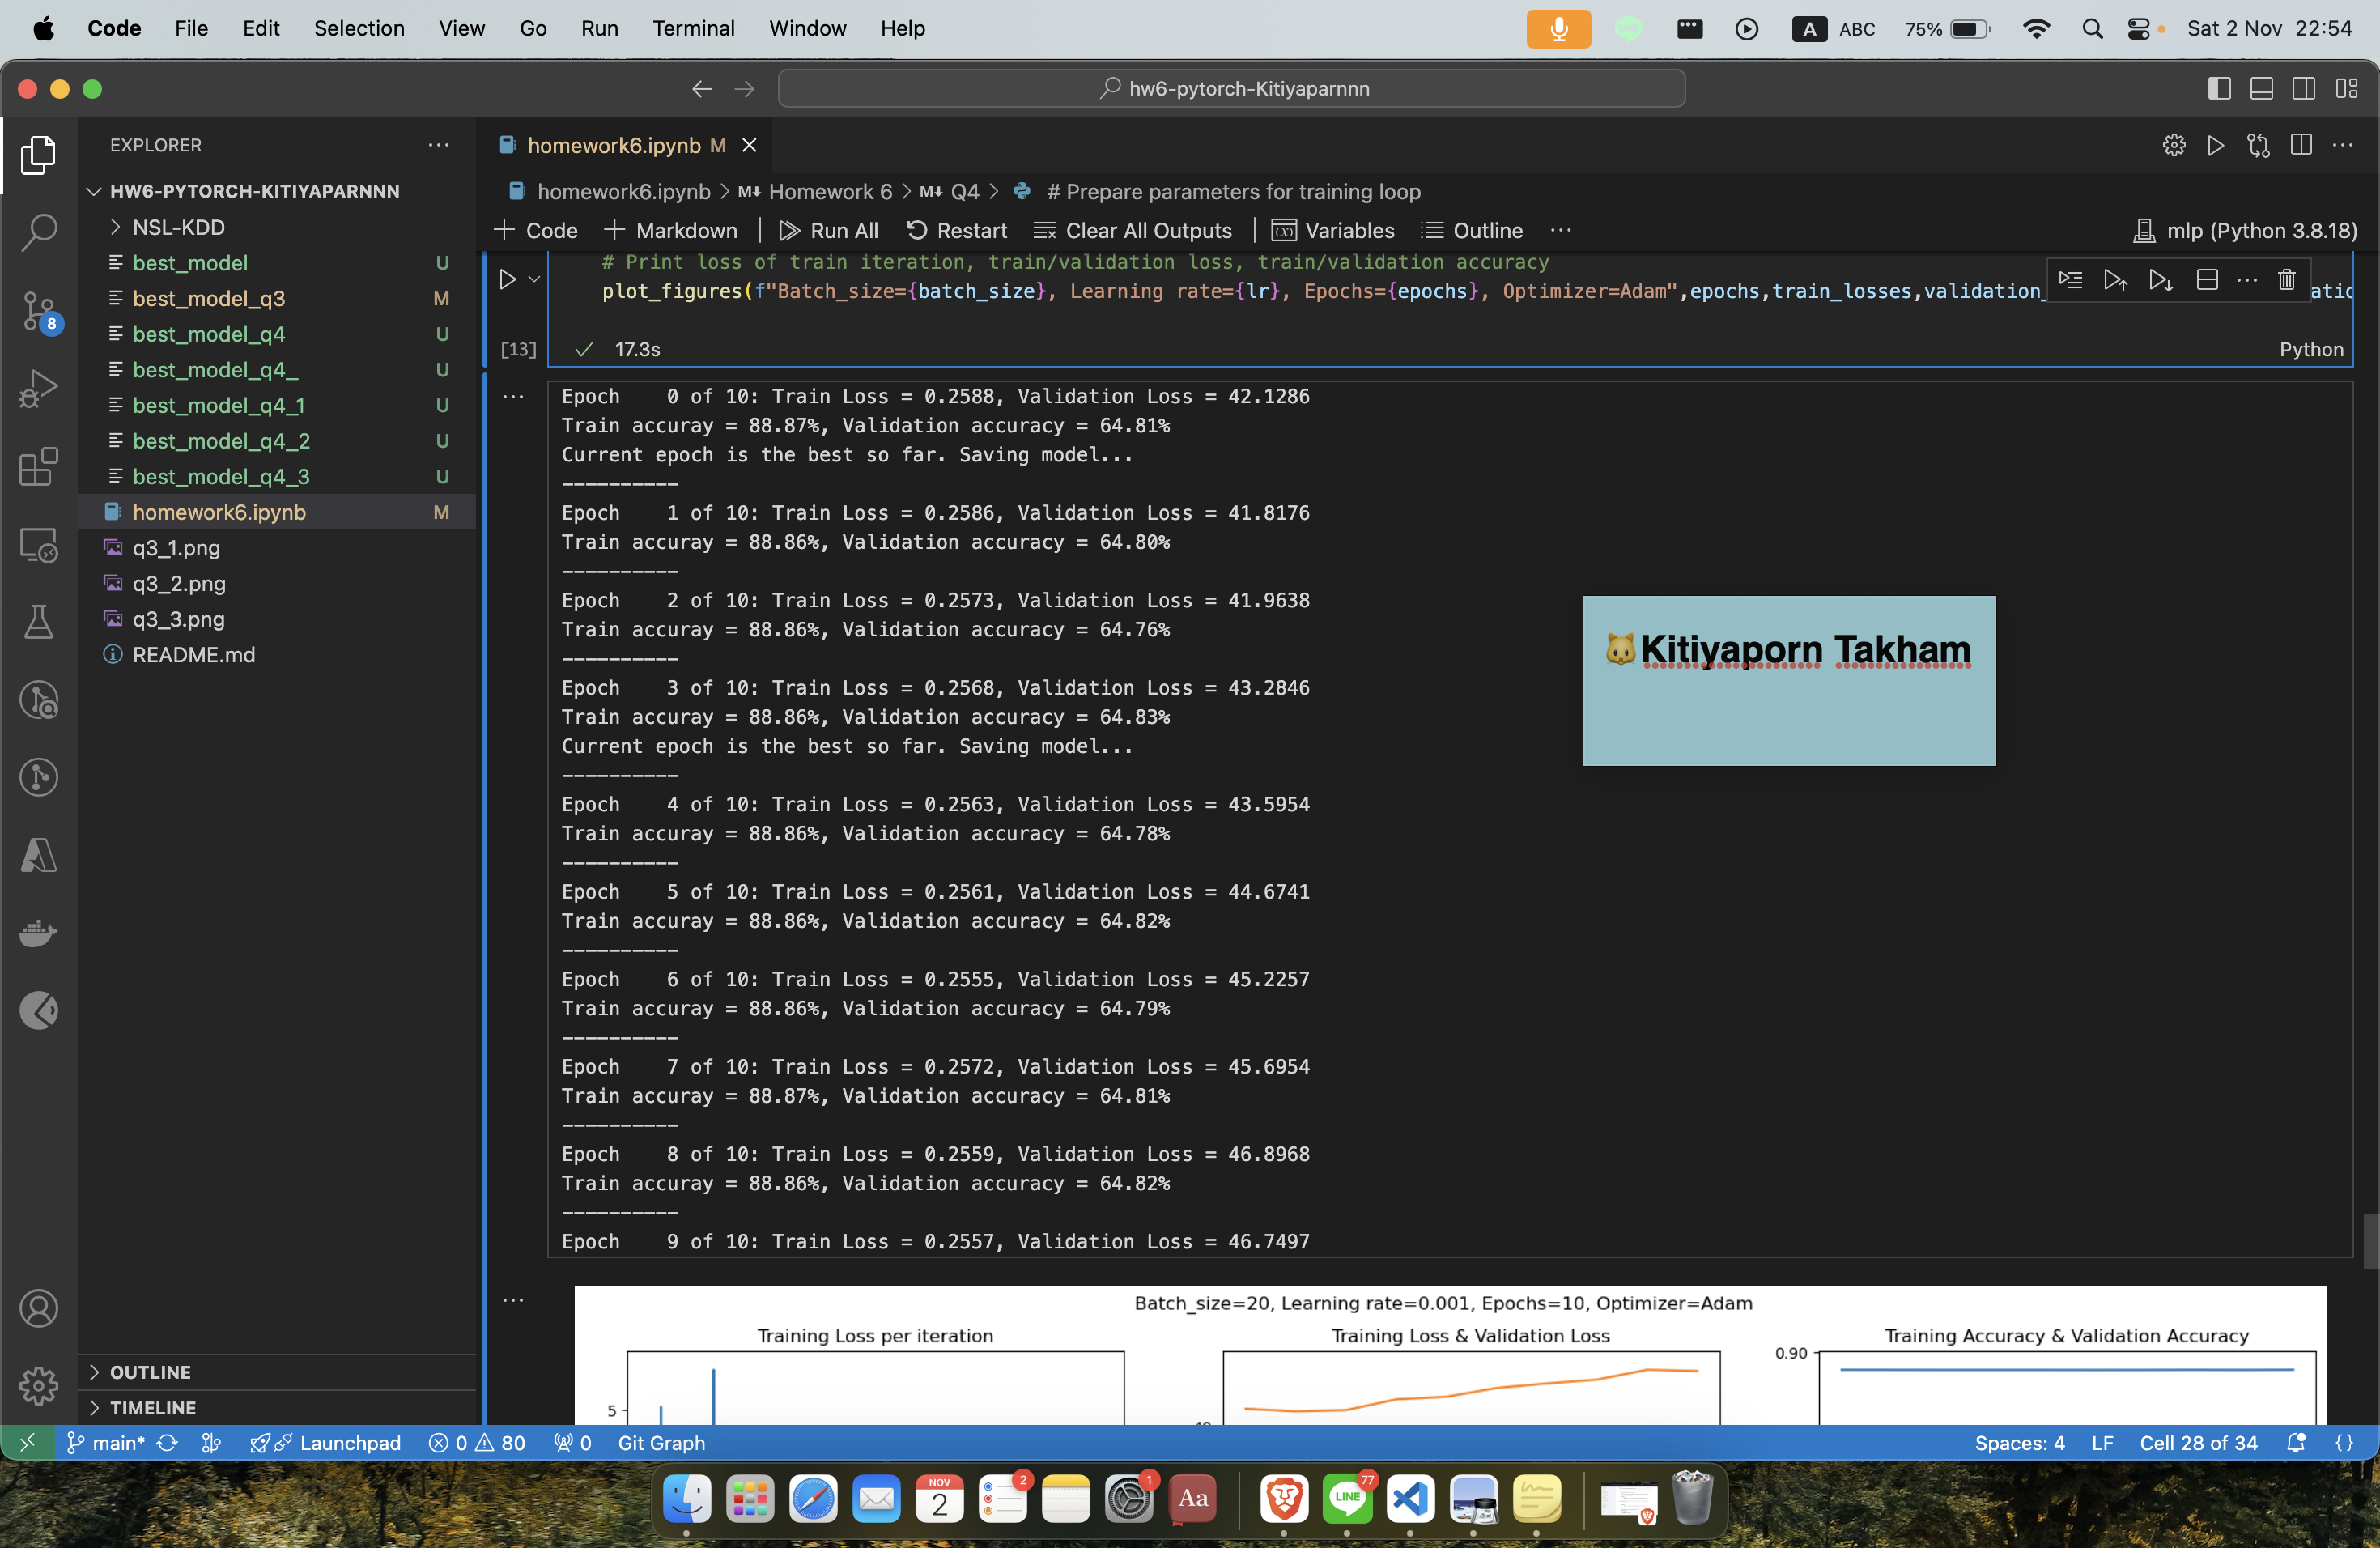 Code File Edit Selection View Go Run Terminal Window Help A ABC 75% Sat 2 Nov 22:54
hw6-pytorch-Kitiyaparnnn
EXPLORER
HW6-PYTORCH-KITIYAPARNNN
NSL-KDD
best_model U
best_model_q3 M
best_model_q4 U
best_model_q4_ U
best_model_q4_1 U
best_model_q4_2 U
best_model_q4_3 U
homework6.ipynb M
q3_1.png
q3_2.png
q3_3.png
README.md
OUTLINE
TIMELINE
8
homework6.ipynb M
homework6.ipynb > M↓ Homework 6 > M↓ Q4 > # Prepare parameters for training loop
Code Markdown Run All Restart Clear All Outputs Variables Outline mlp (Python 3.8.18)
# Print loss of train iteration, train/validation loss, train/validation accuracy
plot_figures(f"Batch_size={batch_size}, Learning rate={lr}, Epochs={epochs}, Optimizer=Adam",epochs,train_losses,validation_
[13] 17.3s Python
Epoch 0 of 10: Train Loss = 0.2588, Validation Loss = 42.1286
Train accuray = 88.87%, Validation accuracy = 64.81%
Current epoch is the best so far. Saving model...
----------
Epoch 1 of 10: Train Loss = 0.2586, Validation Loss = 41.8176
Train accuray = 88.86%, Validation accuracy = 64.80%
----------
Epoch 2 of 10: Train Loss = 0.2573, Validation Loss = 41.9638
Train accuray = 88.86%, Validation accuracy = 64.76%
----------
Epoch 3 of 10: Train Loss = 0.2568, Validation Loss = 43.2846
Train accuray = 88.86%, Validation accuracy = 64.83%
Current epoch is the best so far. Saving model...
----------
Epoch 4 of 10: Train Loss = 0.2563, Validation Loss = 43.5954
Train accuray = 88.86%, Validation accuracy = 64.78%
----------
Epoch 5 of 10: Train Loss = 0.2561, Validation Loss = 44.6741
Train accuray = 88.86%, Validation accuracy = 64.82%
----------
Epoch 6 of 10: Train Loss = 0.2555, Validation Loss = 45.2257
Train accuray = 88.86%, Validation accuracy = 64.79%
----------
Epoch 7 of 10: Train Loss = 0.2572, Validation Loss = 45.6954
Train accuray = 88.87%, Validation accuracy = 64.81%
----------
Epoch 8 of 10: Train Loss = 0.2559, Validation Loss = 46.8968
Train accuray = 88.86%, Validation accuracy = 64.82%
----------
Epoch 9 of 10: Train Loss = 0.2557, Validation Loss = 46.7497
🐱Kitiyaporn Takham
Batch_size=20, Learning rate=0.001, Epochs=10, Optimizer=Adam
Training Loss per iteration
Training Loss & Validation Loss
Training Accuracy & Validation Accuracy
5
0.90
main* Launchpad 0 80 0 Git Graph Spaces: 4 LF Cell 28 of 34 {}
NOV 2 2 1 Aa LINE 77